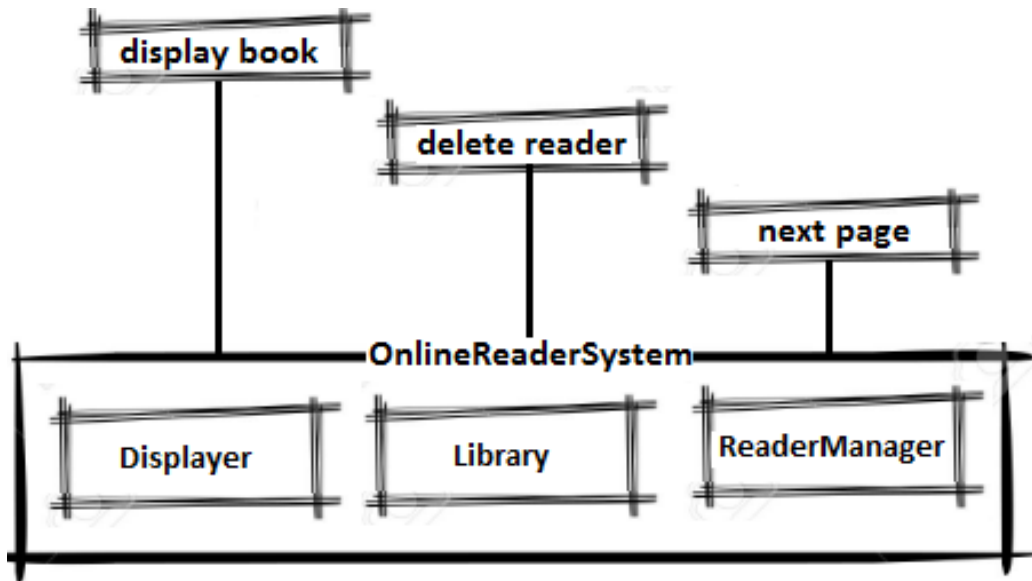 display book
delete reader
next page
OnlineReaderSystem
Displayer
Library
ReaderManager